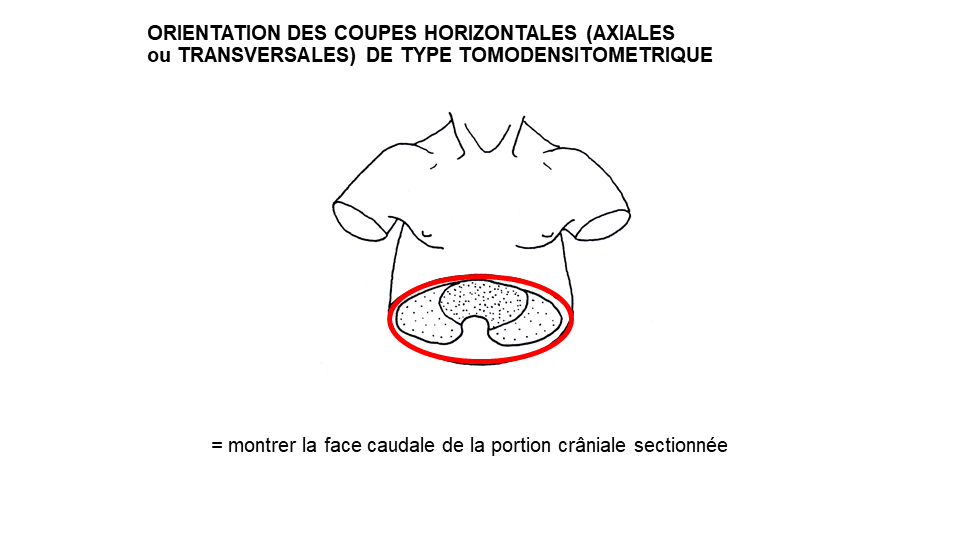 ORIENTATION DES COUPES HORIZONTALES (AXIALES
ou TRANSVERSALES) DE TYPE TOMODENSITOMETRIQUE
= montrer la face caudale de la portion crâniale sectionnée